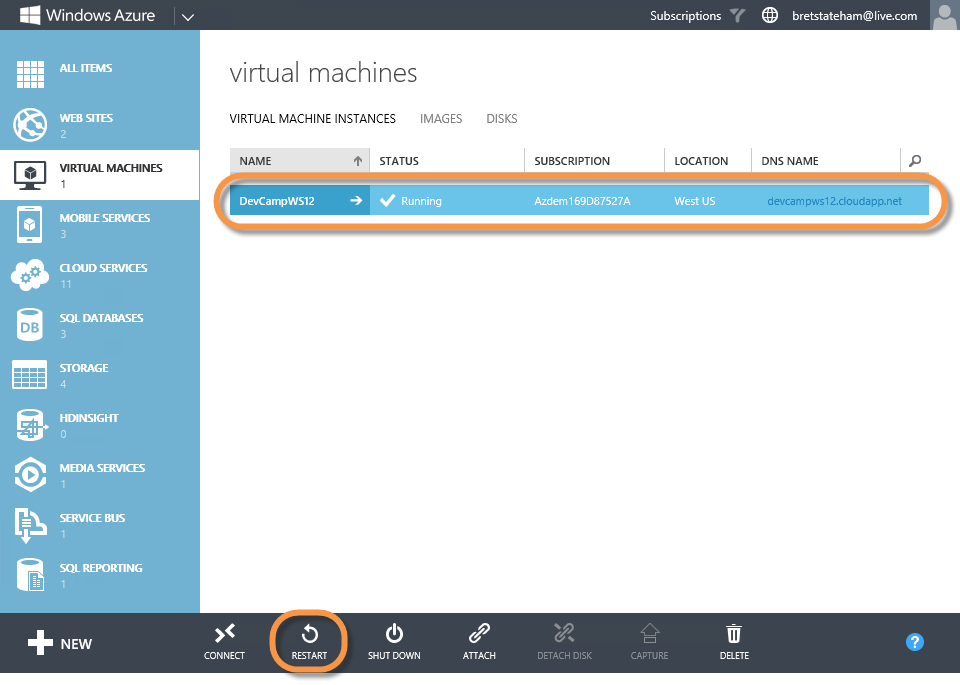 Windows Azure
Subscriptions
bretstateham@live.com
ALL ITEMS
WEB SITES
2
VIRTUAL MACHINES
1
MOBILE SERVICES
3
CLOUD SERVICES
11
SQL DATABASES
3
DB
STORAGE
4
HDINSIGHT
0
MEDIA SERVICES
1
SERVICE BUS
1
SQL REPORTING
1
virtual machines
VIRTUAL MACHINE INSTANCES IMAGES DISKS
NAME STATUS SUBSCRIPTION LOCATION DNS NAME
DevCampWS12 Running Azdem169D87527A West US devcampws12.cloudapp.net
NEW
CONNECT RESTART SHUT DOWN ATTACH DETACH DISK CAPTURE DELETE
?